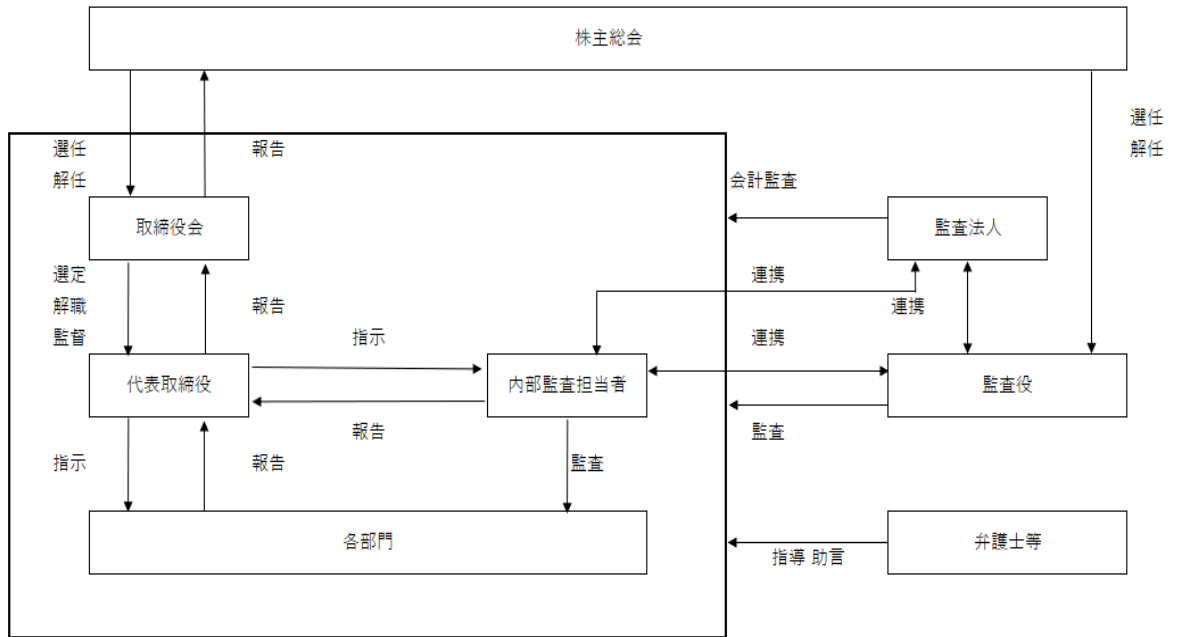 株主総会
選任
解任
選任
解任
報告
会計監査
取締役会
監査法人
選定
解職
監督
報告
連携
連携
指示
連携
代表取締役
内部監査担当者
監査役
報告
監査
指示
報告
監査
各部門
弁護士等
指導 助言